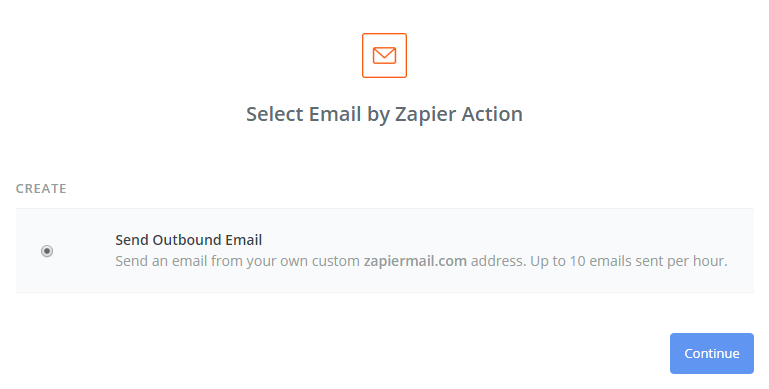 Select Email by Zapier Action
CREATE
Send Outbound Email
Send an email from your own custom zapiermail.com address. Up to 10 emails sent per hour.
Continue